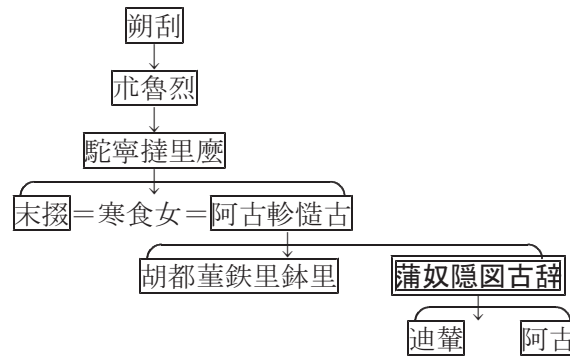 朔刮
朮魯烈
駝寧撻里麼
末掇=寒食女=阿古軫慥古
胡都菫鉄里鉢里
蒲奴隠図古辞
迪輦
阿古